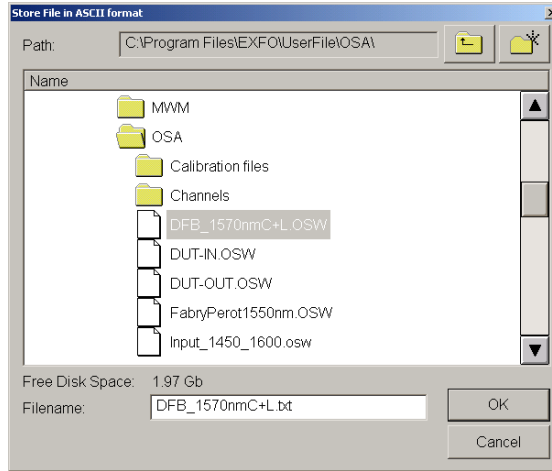 Store File in ASCII format
Path: C:\Program Files\EXFO\UserFile\OSA\
Name
MWM
OSA
Calibration files
Channels
DFB_1570nmC+L.OSW
DUT-IN.OSW
DUT-OUT.OSW
FabryPerot1550nm.OSW
Input_1450_1600.osw
Free Disk Space: 1.97 Gb
Filename: DFB_1570nmC+L.txt
OK
Cancel